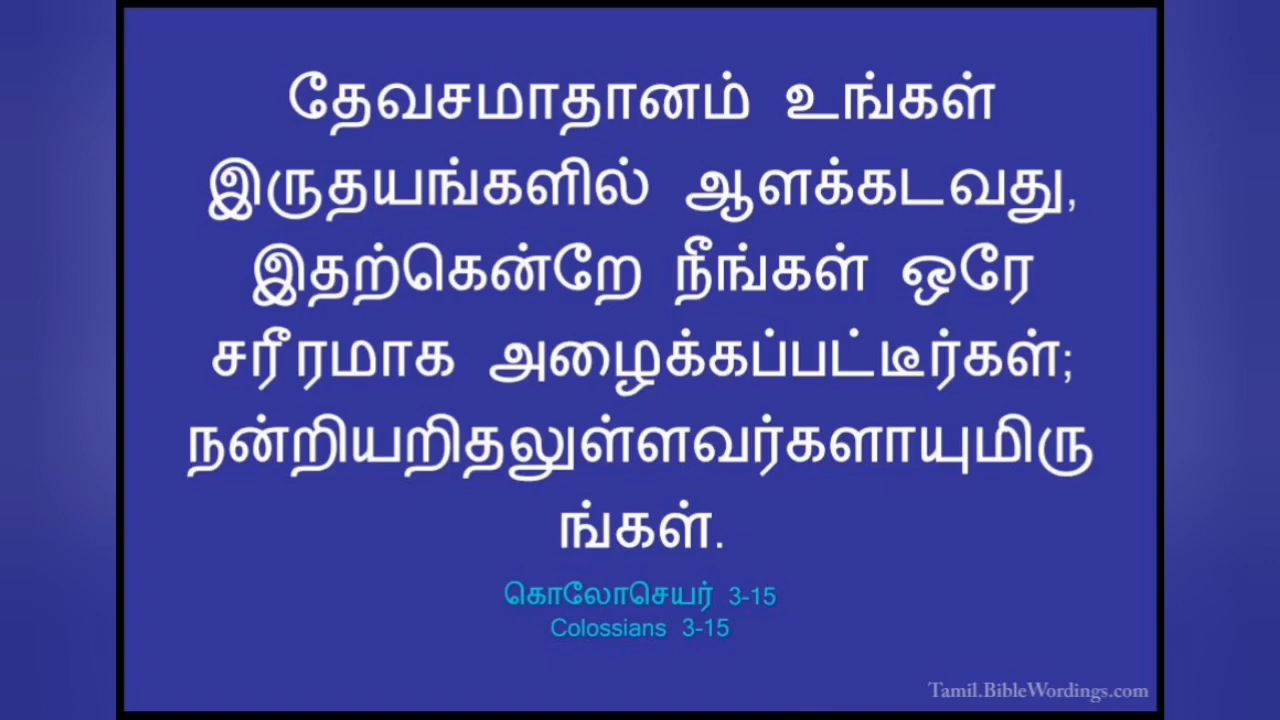 தேவசமாதானம் உங்கள்
இருதயங்களில் ஆளக்கடவது,
இதற்கென்றே நீங்கள் ஒரே
சரீரமாக அழைக்கப்பட்டீர்கள்;
நன்றியறிதலுள்ளவர்களாயுமிரு
ங்கள்.
கொலோசெயர் 3-15
Colossians 3-15
Tamil.BibleWordings.com